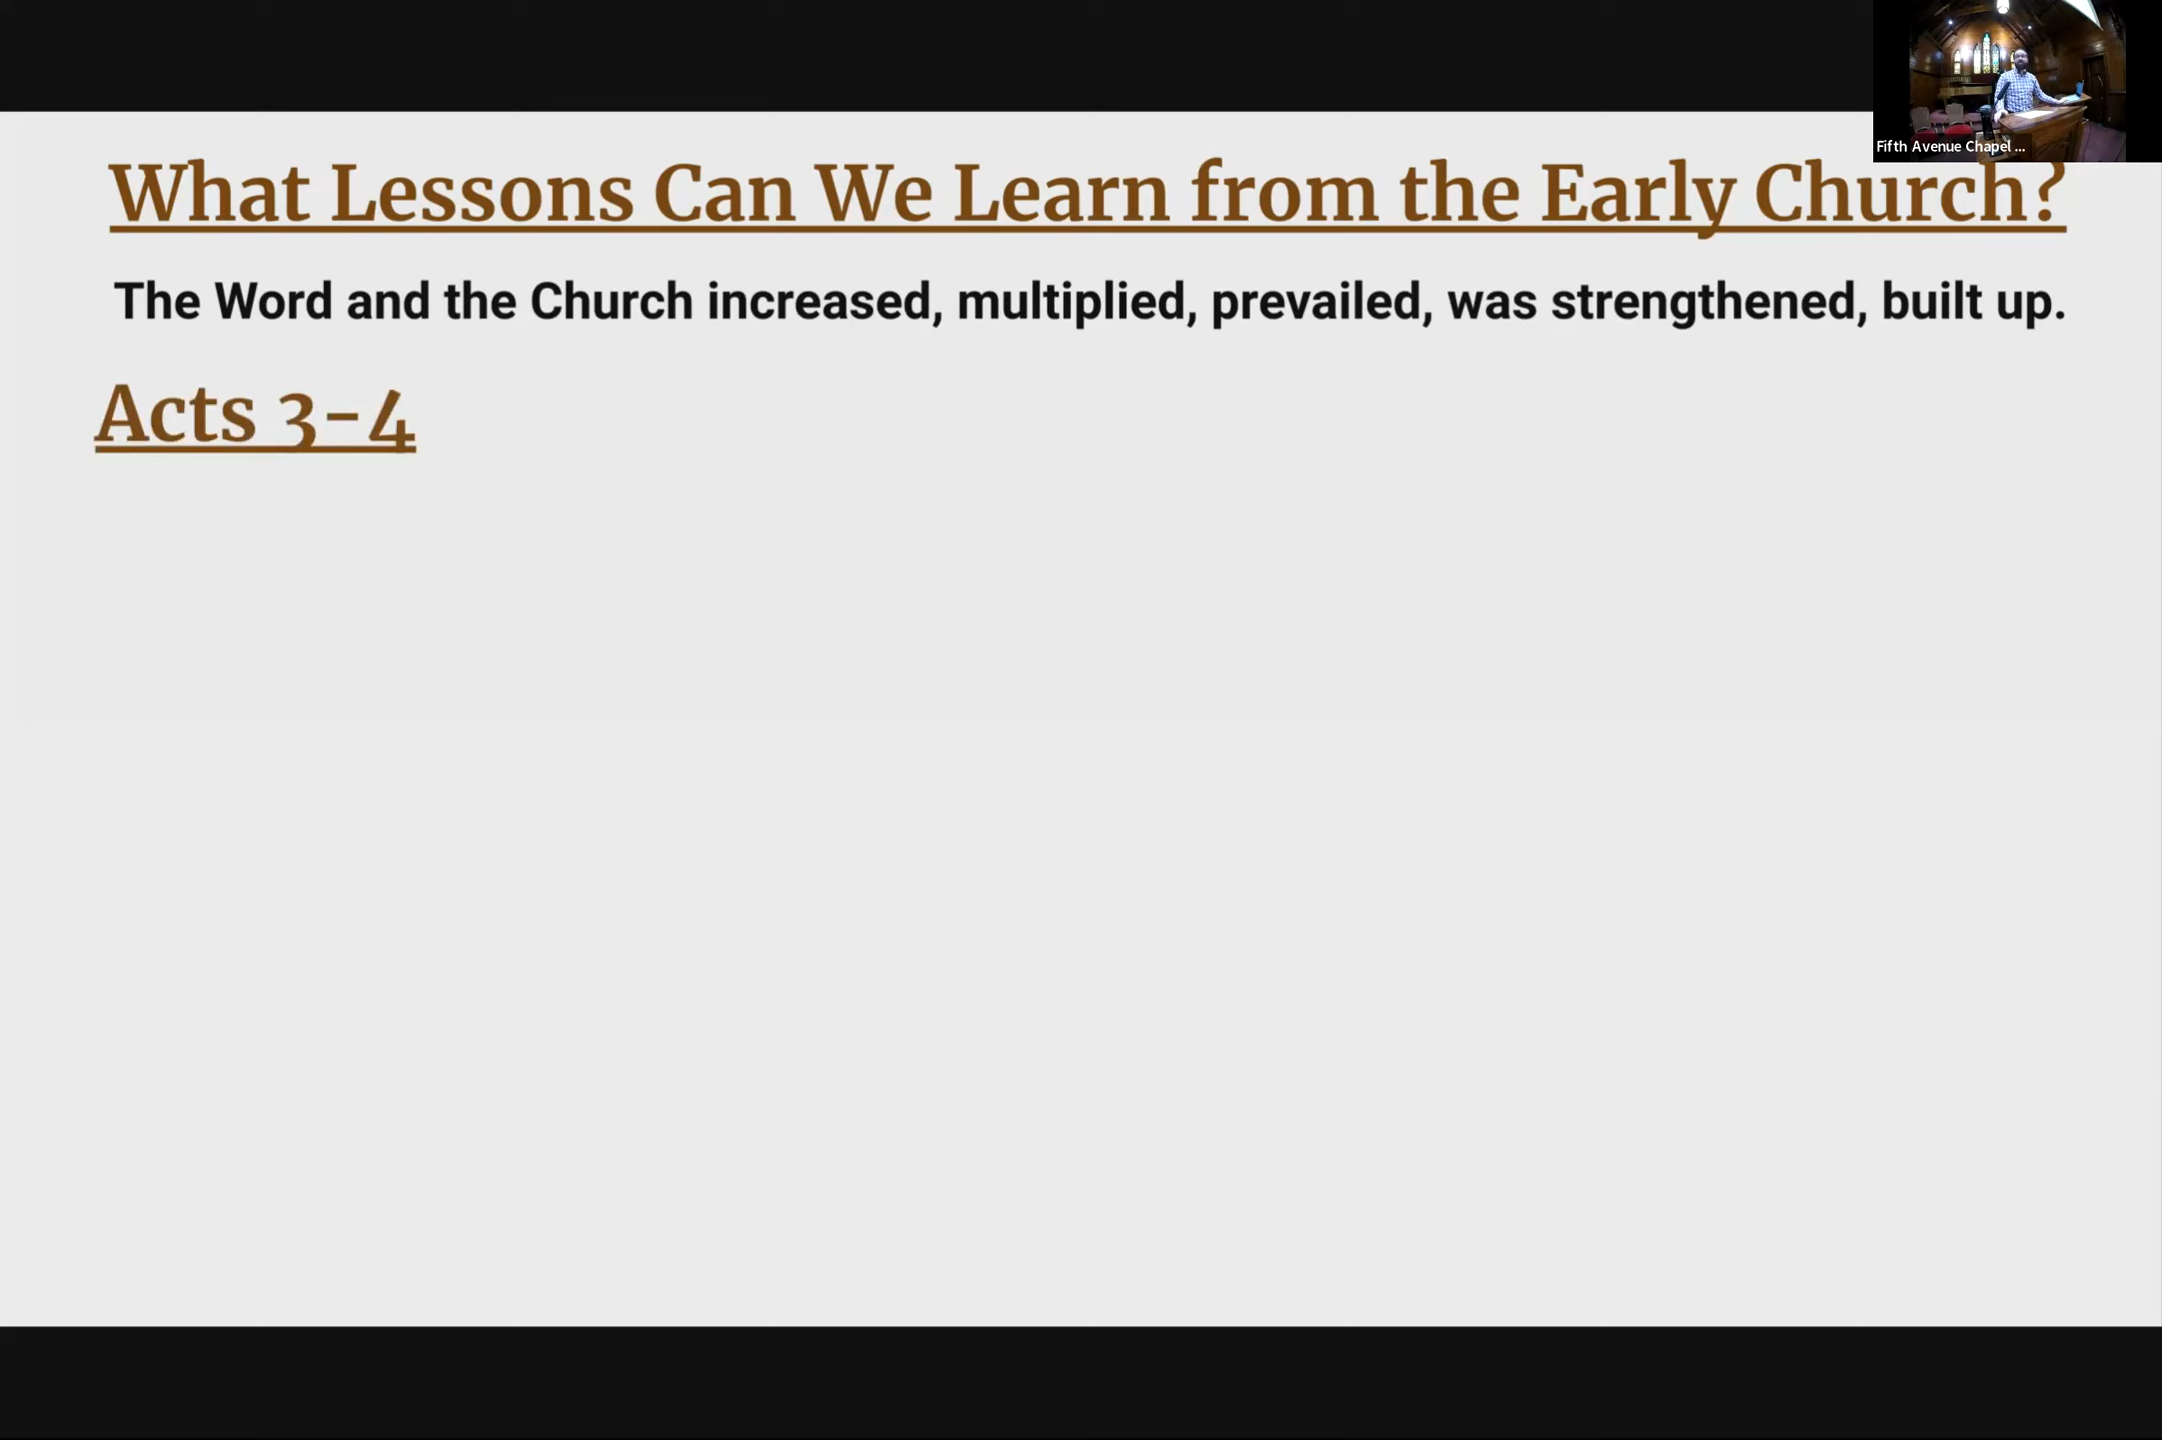 Fifth Avenue Chapel ...
What Lessons Can We Learn from the Early Church?
The Word and the Church increased, multiplied, prevailed, was strengthened, built up.
Acts 3-4